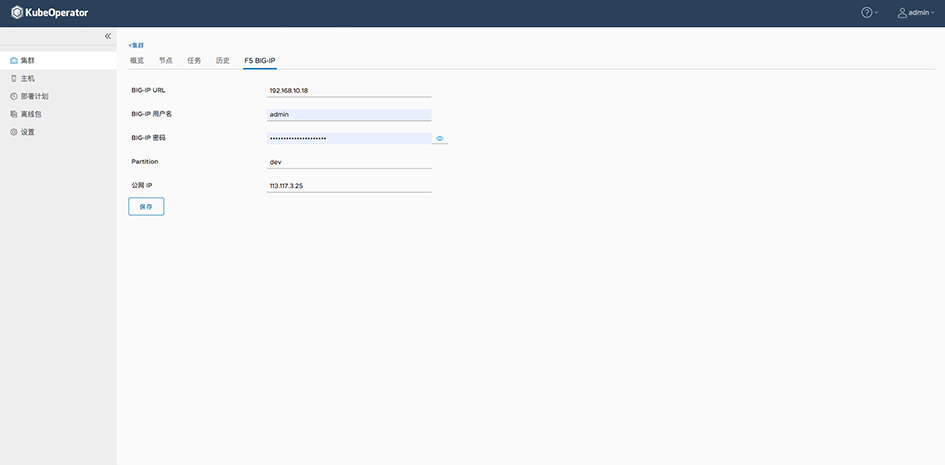 KubeOperator
admin
集群
主机
部署计划
离线包
设置
<集群
概览 节点 任务 历史 F5 BIG-IP
BIG-IP URL 192.168.10.18
BIG-IP 用户名 admin
BIG-IP 密码 •••••••••••••••••••••
Partition dev
公网 IP 113.117.3.25
保存